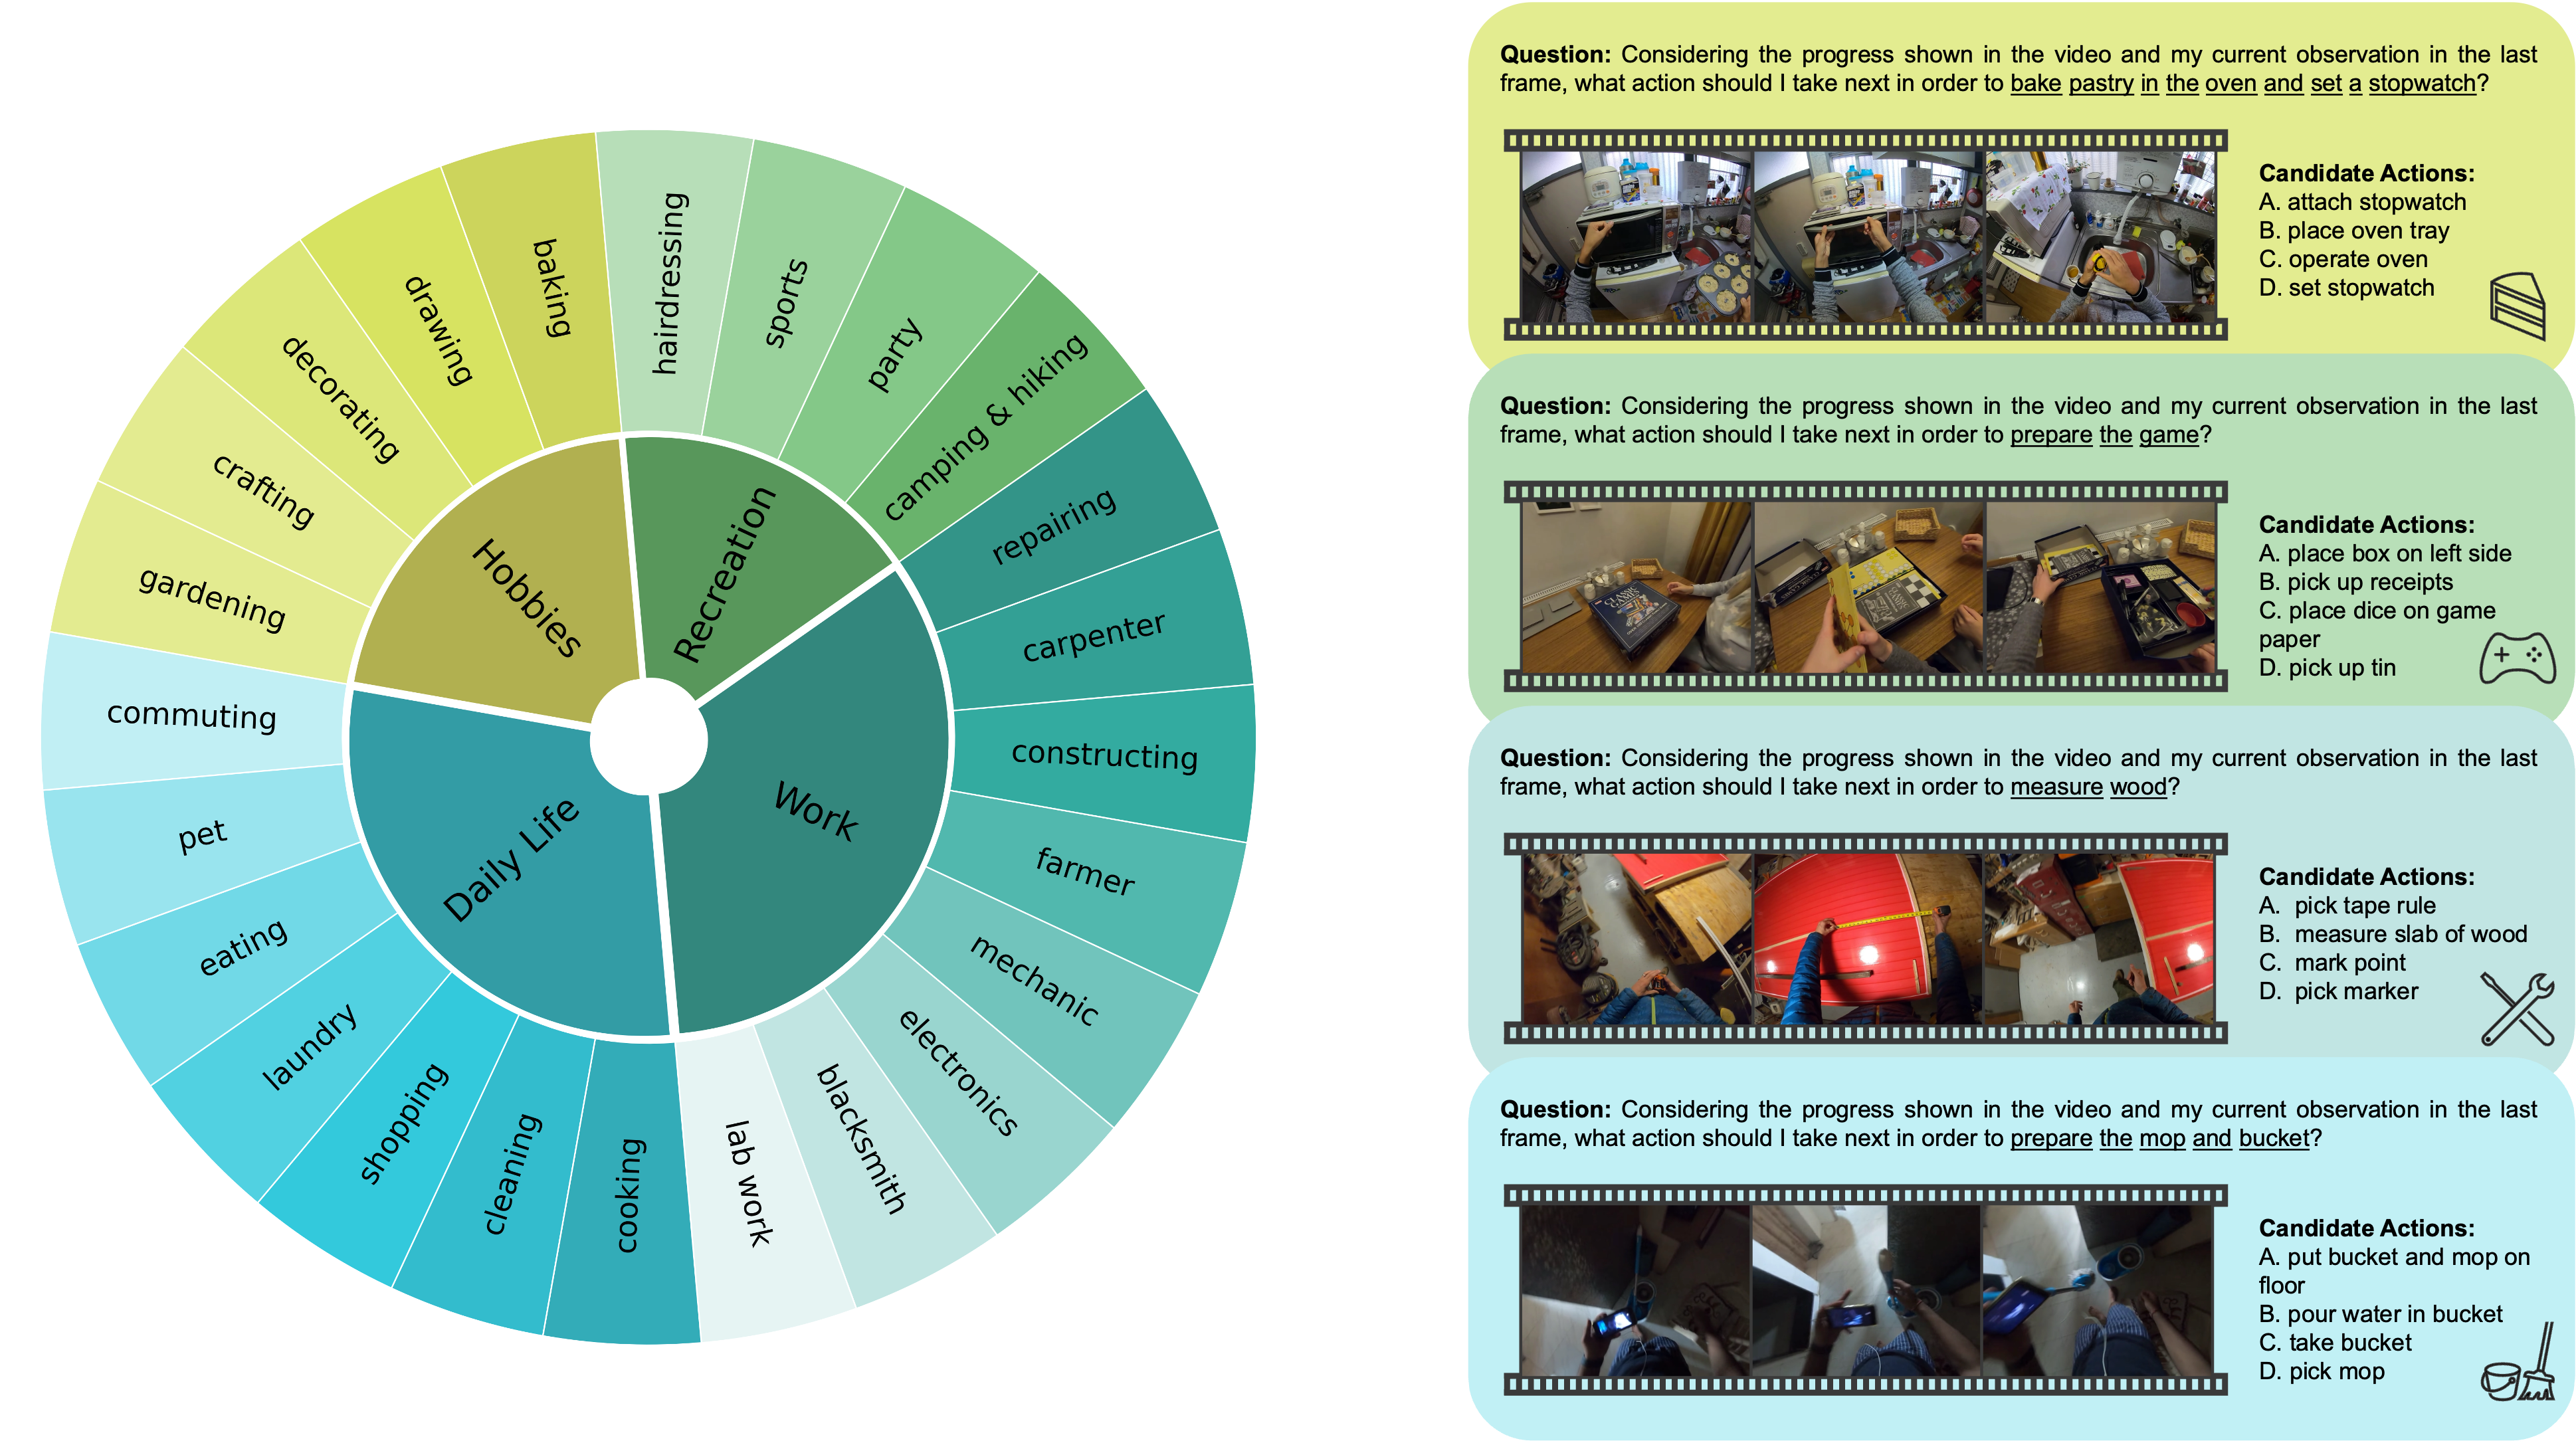 hairdressing
sports
party
camping & hiking
repairing
carpenter
constructing
farmer
mechanic
electronics
blacksmith
lab work
cooking
cleaning
shopping
laundry
eating
pet
commuting
gardening
crafting
decorating
drawing
baking
Hobbies
Recreation
Work
Daily Life
Question: Considering the progress shown in the video and my current observation in the last
frame, what action should I take next in order to bake pastry in the oven and set a stopwatch?
Candidate Actions:
A. attach stopwatch
B. place oven tray
C. operate oven
D. set stopwatch
Question: Considering the progress shown in the video and my current observation in the last
frame, what action should I take next in order to prepare the game?
CLASSIC
GAMES
Candidate Actions:
A. place box on left side
B. pick up receipts
C. place dice on game
paper
D. pick up tin
Question: Considering the progress shown in the video and my current observation in the last
frame, what action should I take next in order to measure wood?
Candidate Actions:
A. pick tape rule
B. measure slab of wood
C. mark point
D. pick marker
Question: Considering the progress shown in the video and my current observation in the last
frame, what action should I take next in order to prepare the mop and bucket?
Candidate Actions:
A. put bucket and mop on
floor
B. pour water in bucket
C. take bucket
D. pick mop